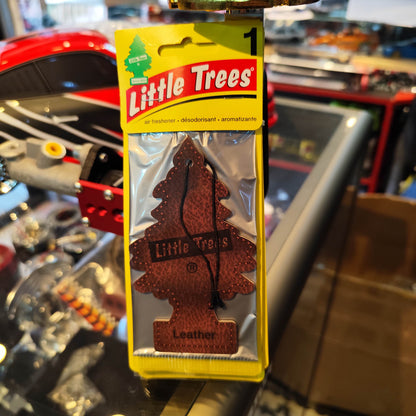 1
Little Trees®
air freshener • désodorisant • aromatizante
Little Trees
®
Leather